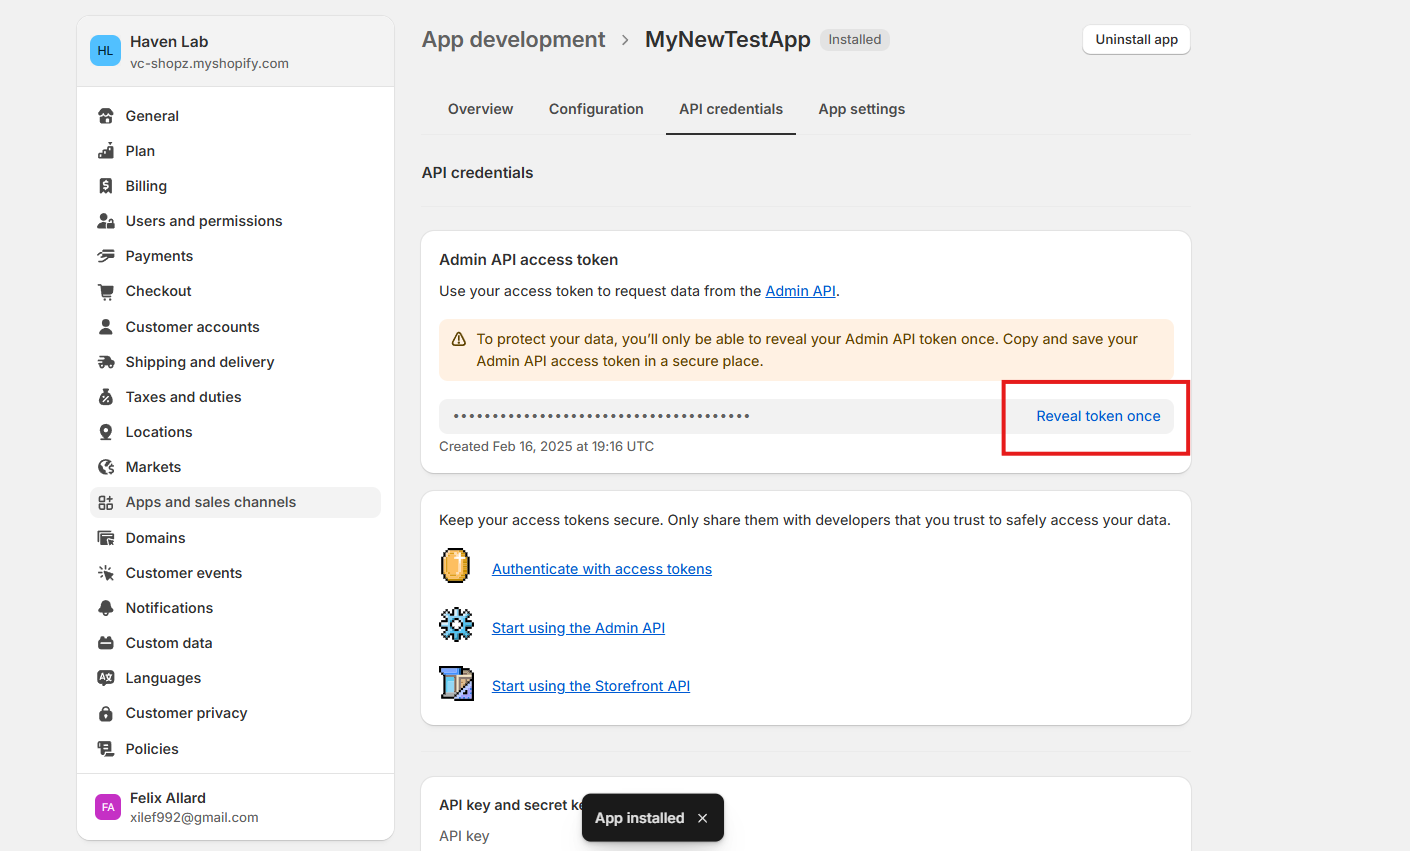 HL
Haven Lab
vc-shopz.myshopify.com
General
Plan
Billing
Users and permissions
Payments
Checkout
Customer accounts
Shipping and delivery
Taxes and duties
Locations
Markets
Apps and sales channels
Domains
Customer events
Notifications
Custom data
Languages
Customer privacy
Policies
FA
Felix Allard
xilef992@gmail.com
App development › MyNewTestApp Installed
Uninstall app
Overview Configuration API credentials App settings
API credentials
Admin API access token
Use your access token to request data from the Admin API.
To protect your data, you’ll only be able to reveal your Admin API token once. Copy and save your
Admin API access token in a secure place.
•••••••••••••••••••••••••••••••••••••• Reveal token once
Created Feb 16, 2025 at 19:16 UTC
Keep your access tokens secure. Only share them with developers that you trust to safely access your data.
Authenticate with access tokens
Start using the Admin API
Start using the Storefront API
API key and secret ke
API key
App installed